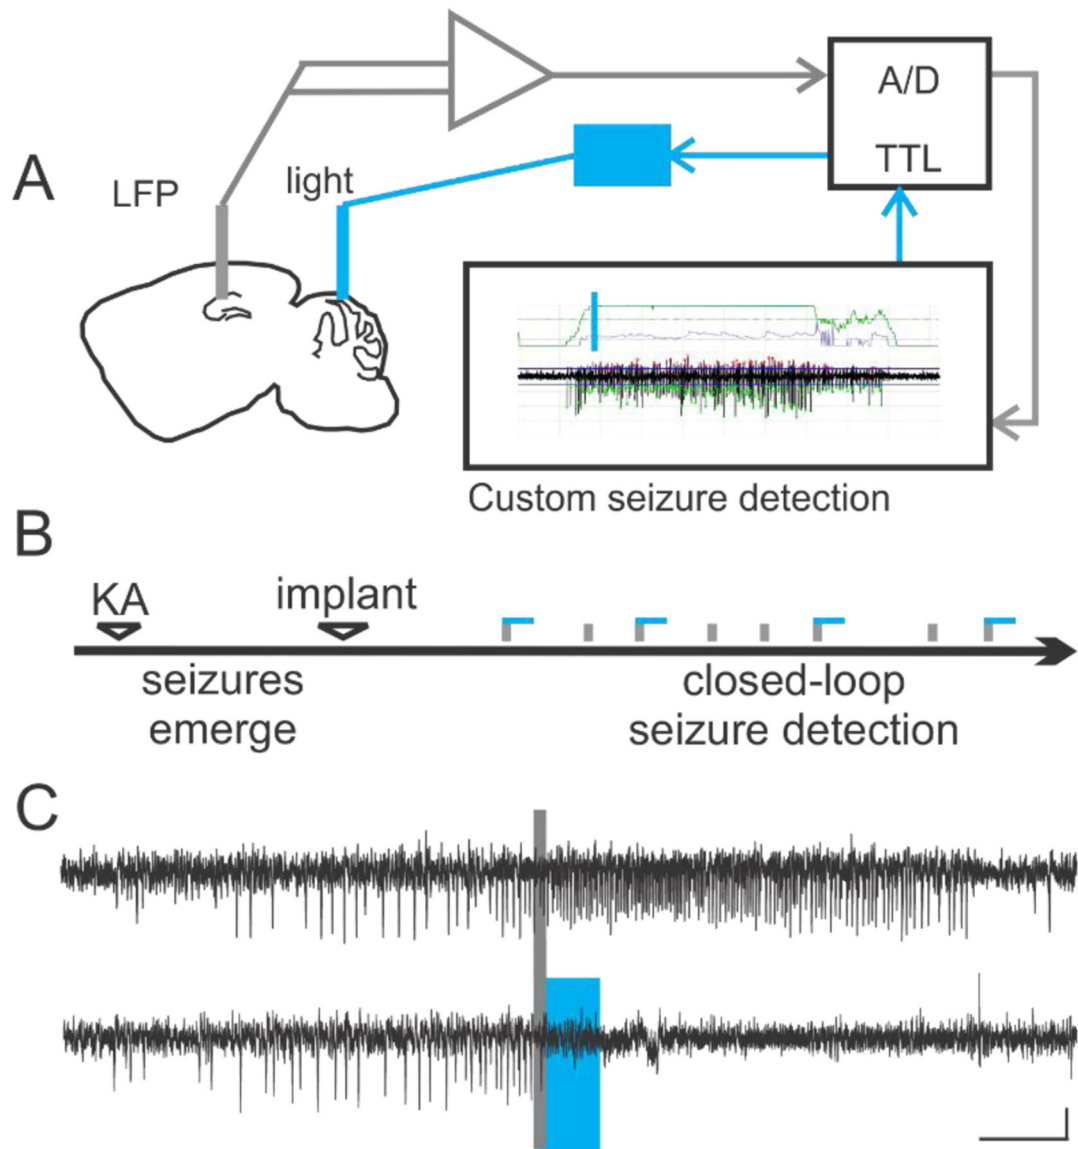 A
LFP
light
A/D
TTL
Custom seizure detection
B
KA
implant
seizures
emerge
closed-loop
seizure detection
C